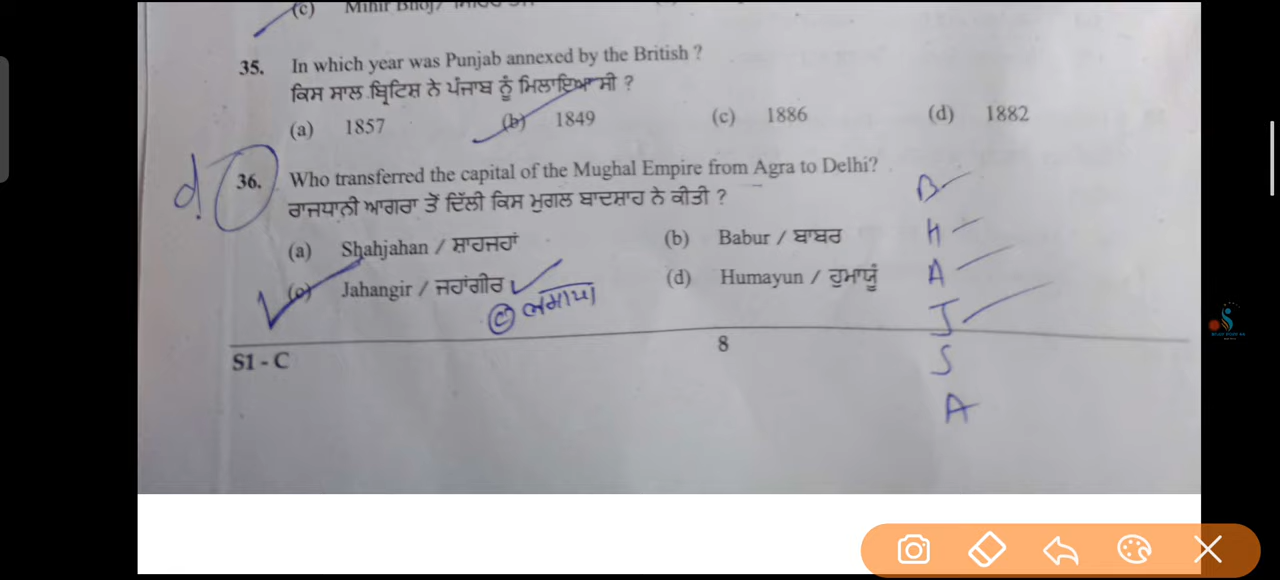 (c) Mihir Bhoj/
35. In which year was Punjab annexed by the British ?
ਕਿਸ ਸਾਲ ਬ੍ਰਿਟਿਸ਼ ਨੇ ਪੰਜਾਬ ਨੂੰ ਮਿਲਾਇਆ ਸੀ ?
(a) 1857 (b) 1849 (c) 1886 (d) 1882
d 36. Who transferred the capital of the Mughal Empire from Agra to Delhi?
ਰਾਜਧਾਨੀ ਆਗਰਾ ਤੋਂ ਦਿੱਲੀ ਕਿਸ ਮੁਗਲ ਬਾਦਸ਼ਾਹ ਨੇ ਕੀਤੀ ?
(a) Shahjahan / ਸ਼ਾਹਜਹਾਂ (b) Babur / ਬਾਬਰ
(c) Jahangir / ਜਹਾਂਗੀਰ (d) Humayun / ਹੁਮਾਯੂੰ
(c)
B
H
A
J
S
A
S1 - C 8